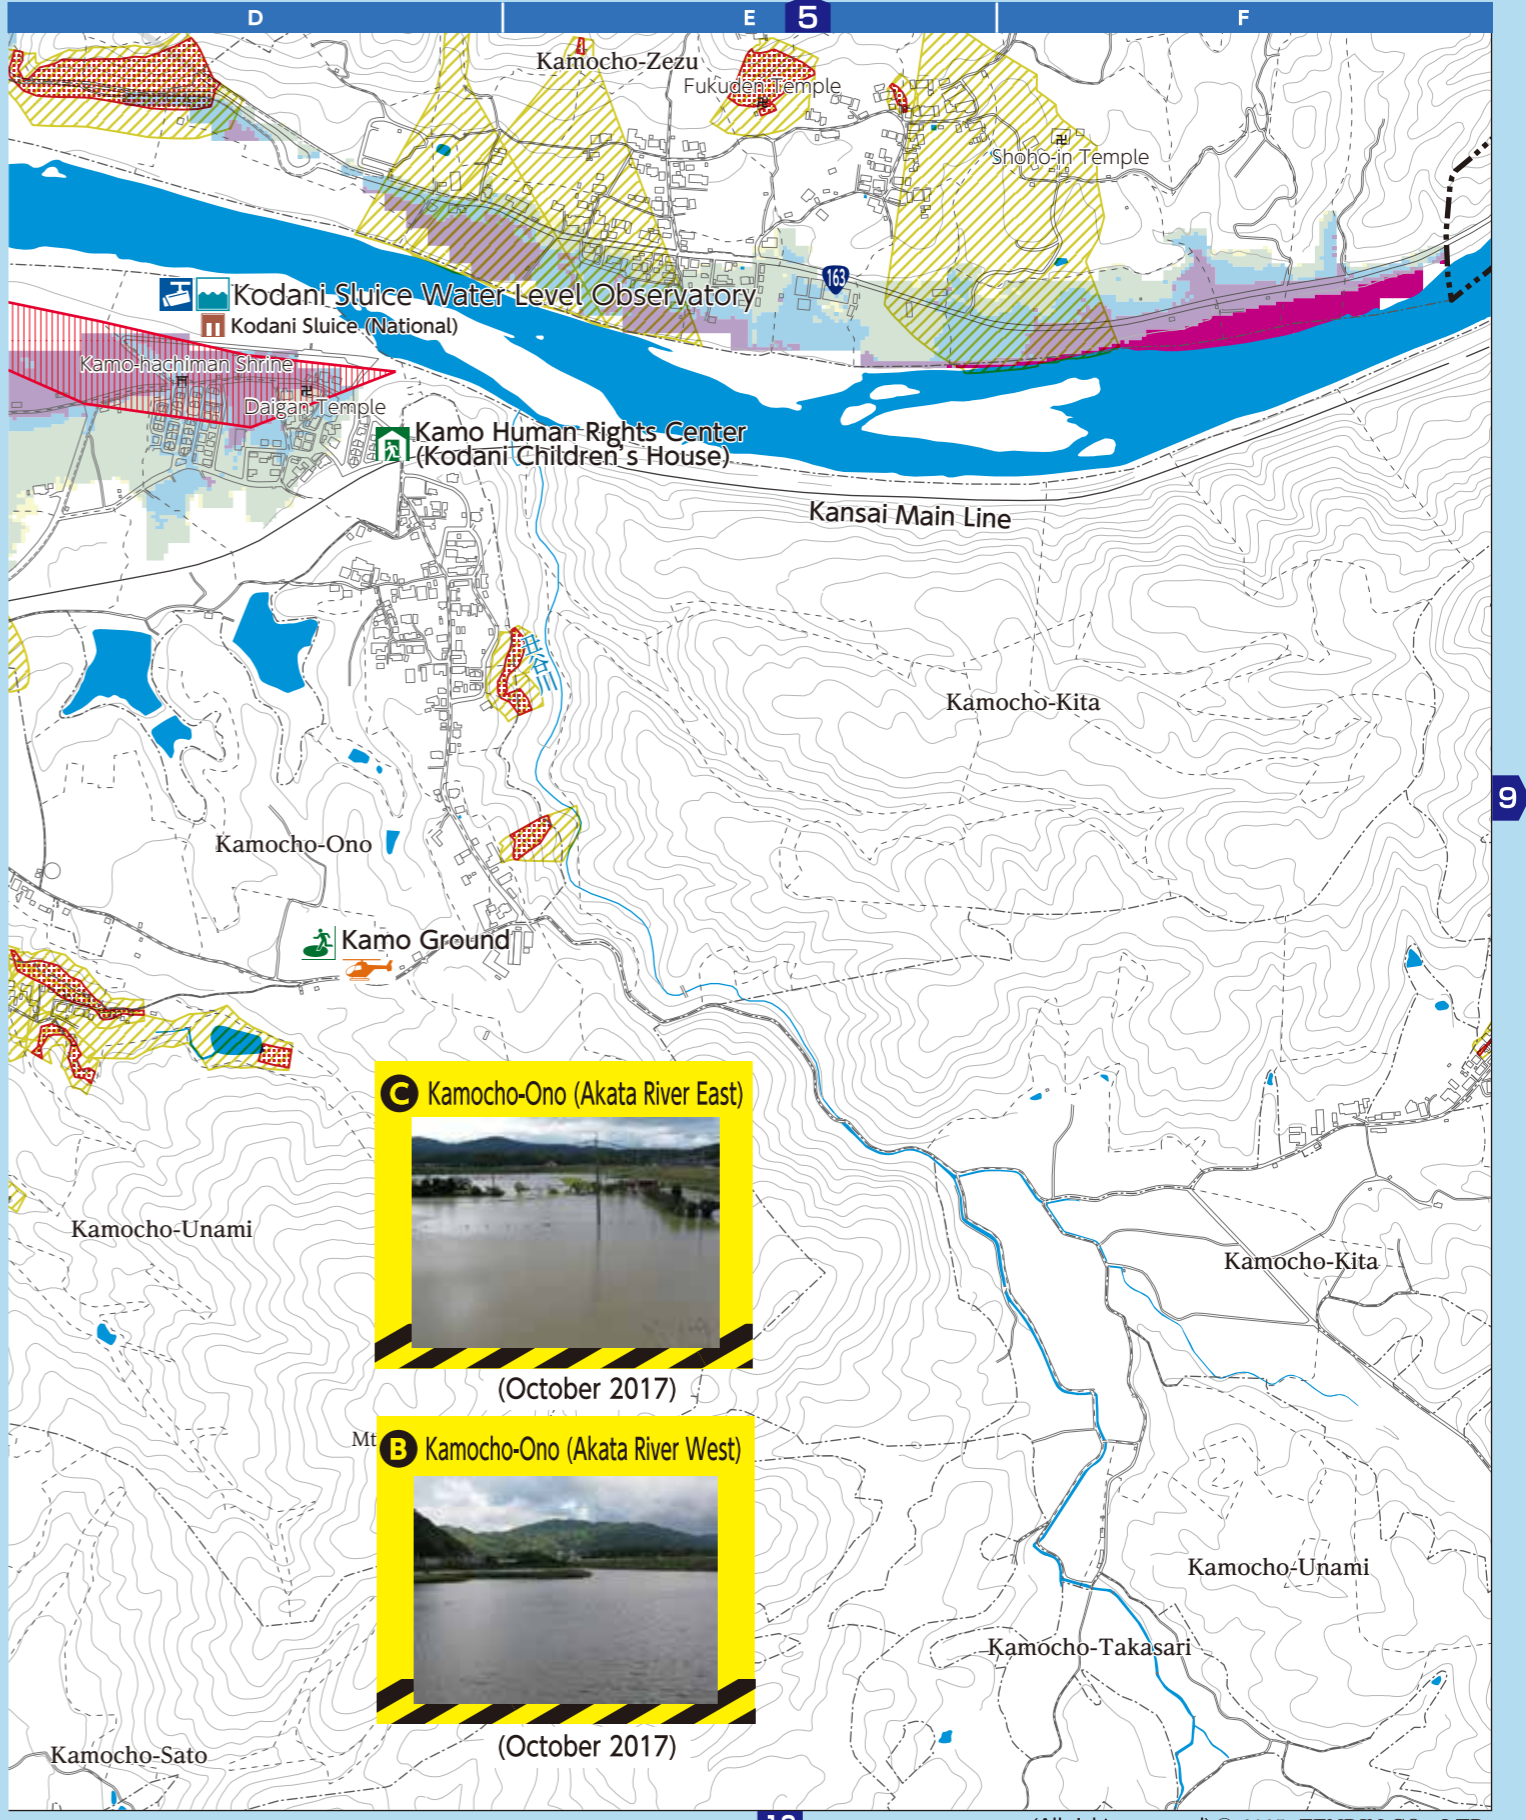 D
E
5
F
Kamocho-Zezu
Fukuden Temple
Shoho-in Temple
163
Kodani Sluice Water Level Observatory
Kodani Sluice (National)
Kamo-hachiman Shrine
Daigan Temple
Kamo Human Rights Center
(Kodani Children's House)
Kansai Main Line
Kamocho-Kita
9
Kamocho-Ono
Kamo Ground
C Kamocho-Ono (Akata River East)
(October 2017)
Kamocho-Unami
Kamocho-Kita
Mt
B Kamocho-Ono (Akata River West)
(October 2017)
Kamocho-Unami
Kamocho-Takasari
Kamocho-Sato